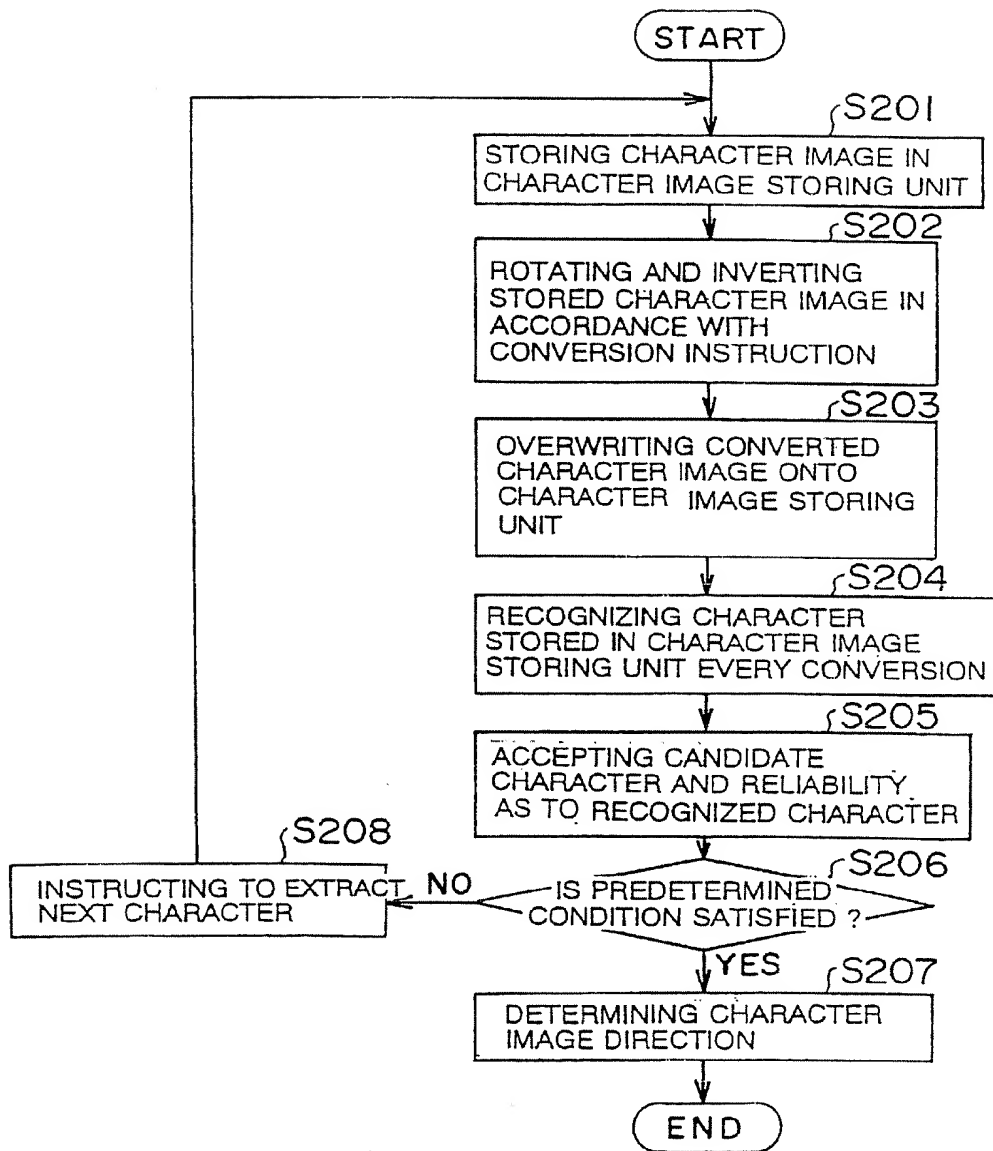 START
S201
STORING CHARACTER IMAGE IN
CHARACTER IMAGE STORING UNIT
S202
ROTATING AND INVERTING
STORED CHARACTER IMAGE IN
ACCORDANCE WITH
CONVERSION INSTRUCTION
S203
OVERWRITING CONVERTED
CHARACTER IMAGE ONTO
CHARACTER IMAGE STORING
UNIT
S204
RECOGNIZING CHARACTER
STORED IN CHARACTER IMAGE
STORING UNIT EVERY CONVERSION
S205
ACCEPTING CANDIDATE
CHARACTER AND RELIABILITY
AS TO RECOGNIZED CHARACTER
S206
IS PREDETERMINED
CONDITION SATISFIED ?
NO
S208
INSTRUCTING TO EXTRACT
NEXT CHARACTER
YES
S207
DETERMINING CHARACTER
IMAGE DIRECTION
END